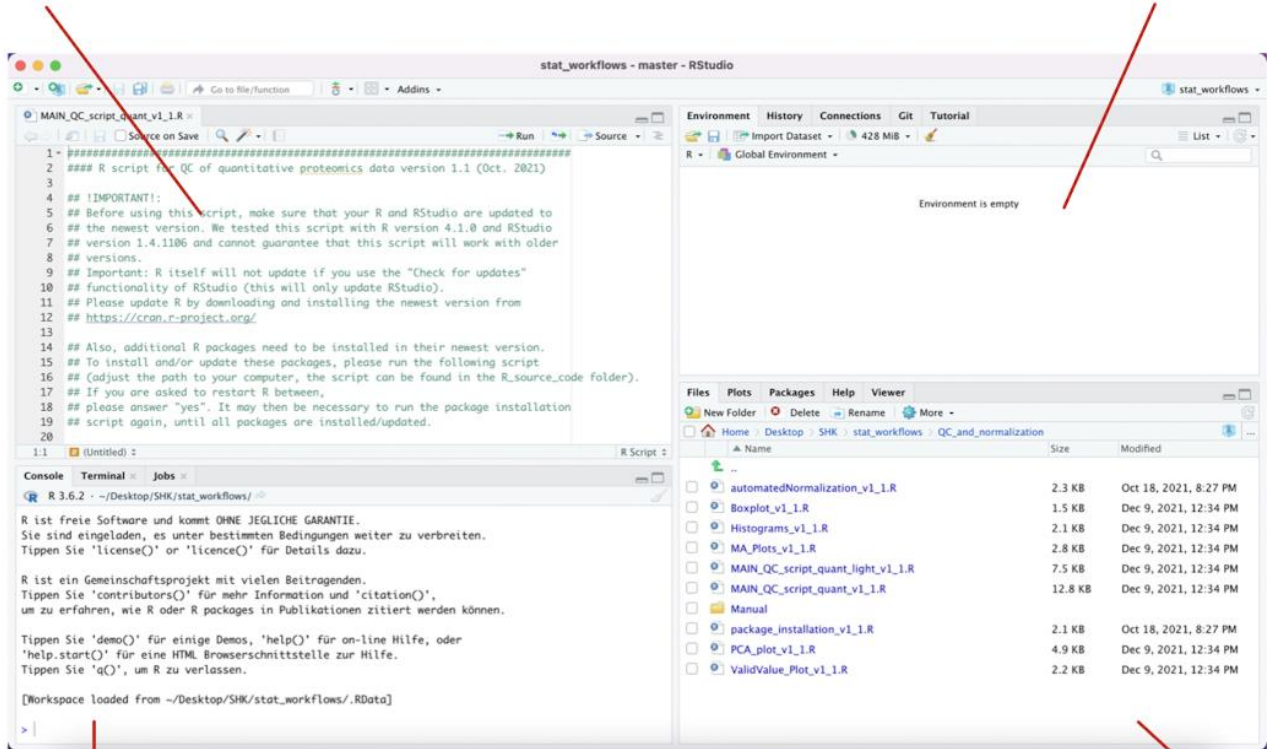 stat_workflows - master - RStudio
Go to file/function
Addins
stat_workflows
MAIN_QC_script_quant_v1_1.R
Source on Save
Run
Source
1 ################################################################################
2 #### R script for QC of quantitative proteomics data version 1.1 (Oct. 2021)
3
4 ## !IMPORTANT!:
5 ## Before using this script, make sure that your R and RStudio are updated to
6 ## the newest version. We tested this script with R version 4.1.0 and RStudio
7 ## version 1.4.1106 and cannot guarantee that this script will work with older
8 ## versions.
9 ## Important: R itself will not update if you use the "Check for updates"
10 ## functionality of RStudio (this will only update RStudio).
11 ## Please update R by downloading and installing the newest version from
12 ## https://cran.r-project.org/
13
14 ## Also, additional R packages need to be installed in their newest version.
15 ## To install and/or update these packages, please run the following script
16 ## (adjust the path to your computer, the script can be found in the R_source_code folder).
17 ## If you are asked to restart R between,
18 ## please answer "yes". It may then be necessary to run the package installation
19 ## script again, until all packages are installed/updated.
20
1:1 (Untitled) R Script
Console Terminal Jobs
R 3.6.2 · ~/Desktop/SHK/stat_workflows/
R ist freie Software und kommt OHNE JEGLICHE GARANTIE.
Sie sind eingeladen, es unter bestimmten Bedingungen weiter zu verbreiten.
Tippen Sie 'license()' or 'licence()' für Details dazu.
R ist ein Gemeinschaftsprojekt mit vielen Beitragenden.
Tippen Sie 'contributors()' für mehr Information und 'citation()',
um zu erfahren, wie R oder R packages in Publikationen zitiert werden können.
Tippen Sie 'demo()' für einige Demos, 'help()' für on-line Hilfe, oder
'help.start()' für eine HTML Browserschnittstelle zur Hilfe.
Tippen Sie 'q()', um R zu verlassen.
[Workspace loaded from ~/Desktop/SHK/stat_workflows/.RData]
>
Environment History Connections Git Tutorial
Import Dataset 428 MiB List
R Global Environment
Environment is empty
Files Plots Packages Help Viewer
New Folder Delete Rename More
Home Desktop SHK stat_workflows QC_and_normalization ...
Name Size Modified
..
automatedNormalization_v1_1.R 2.3 KB Oct 18, 2021, 8:27 PM
Boxplot_v1_1.R 1.5 KB Dec 9, 2021, 12:34 PM
Histograms_v1_1.R 2.1 KB Dec 9, 2021, 12:34 PM
MA_Plots_v1_1.R 2.8 KB Dec 9, 2021, 12:34 PM
MAIN_QC_script_quant_light_v1_1.R 7.5 KB Dec 9, 2021, 12:34 PM
MAIN_QC_script_quant_v1_1.R 12.8 KB Dec 9, 2021, 12:34 PM
Manual
package_installation_v1_1.R 2.1 KB Oct 18, 2021, 8:27 PM
PCA_plot_v1_1.R 4.9 KB Dec 9, 2021, 12:34 PM
ValidValue_Plot_v1_1.R 2.2 KB Dec 9, 2021, 12:34 PM